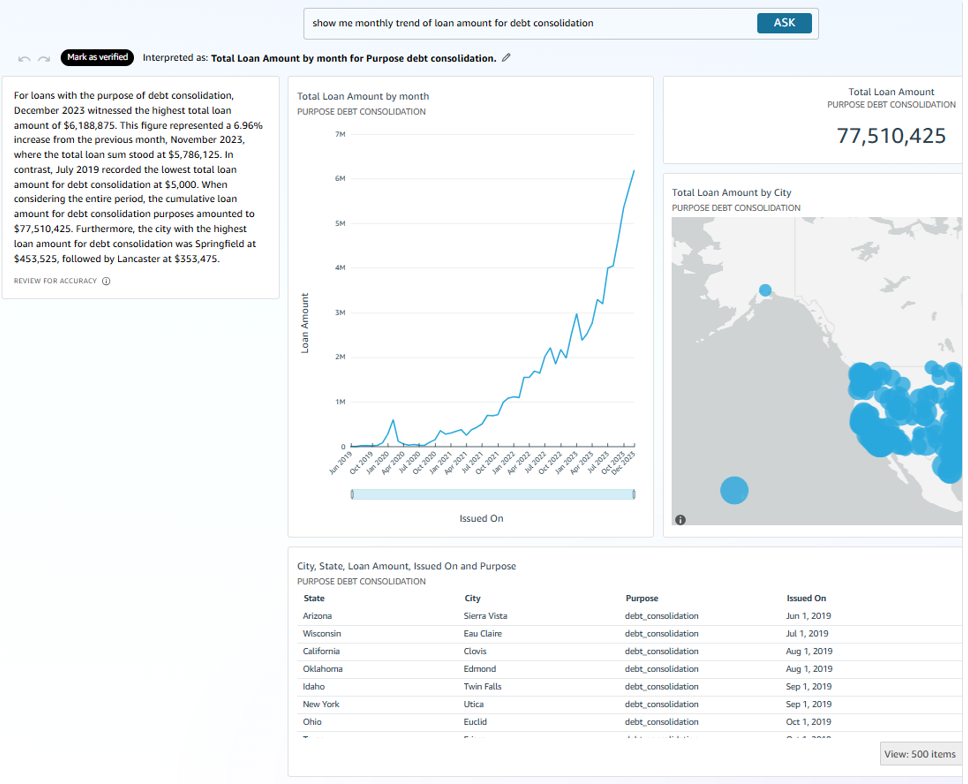 show me monthly trend of loan amount for debt consolidation
ASK
Mark as verified
Interpreted as: Total Loan Amount by month for Purpose debt consolidation.
For loans with the purpose of debt consolidation,
December 2023 witnessed the highest total loan
amount of $6,188,875. This figure represented a 6.96%
increase from the previous month, November 2023,
where the total loan sum stood at $5,786,125. In
contrast, July 2019 recorded the lowest total loan
amount for debt consolidation at $5,000. When
considering the entire period, the cumulative loan
amount for debt consolidation purposes amounted to
$77,510,425. Furthermore, the city with the highest
loan amount for debt consolidation was Springfield at
$453,525, followed by Lancaster at $353,475.
REVIEW FOR ACCURACY
Total Loan Amount by month
PURPOSE DEBT CONSOLIDATION
7M
6M
5M
4M
3M
2M
1M
0
Loan Amount
Jun 2019
Oct 2019
Jan 2020
Apr 2020
Jul 2020
Oct 2020
Jan 2021
Apr 2021
Jul 2021
Oct 2021
Jan 2022
Apr 2022
Jul 2022
Oct 2022
Jan 2023
Apr 2023
Jul 2023
Oct 2023
Dec 2023
Issued On
Total Loan Amount
PURPOSE DEBT CONSOLIDATION
77,510,425
Total Loan Amount by City
PURPOSE DEBT CONSOLIDATION
City, State, Loan Amount, Issued On and Purpose
PURPOSE DEBT CONSOLIDATION
State City Purpose Issued On
Arizona Sierra Vista debt_consolidation Jun 1, 2019
Wisconsin Eau Claire debt_consolidation Jul 1, 2019
California Clovis debt_consolidation Aug 1, 2019
Oklahoma Edmond debt_consolidation Aug 1, 2019
Idaho Twin Falls debt_consolidation Sep 1, 2019
New York Utica debt_consolidation Sep 1, 2019
Ohio Euclid debt_consolidation Oct 1, 2019
View: 500 items